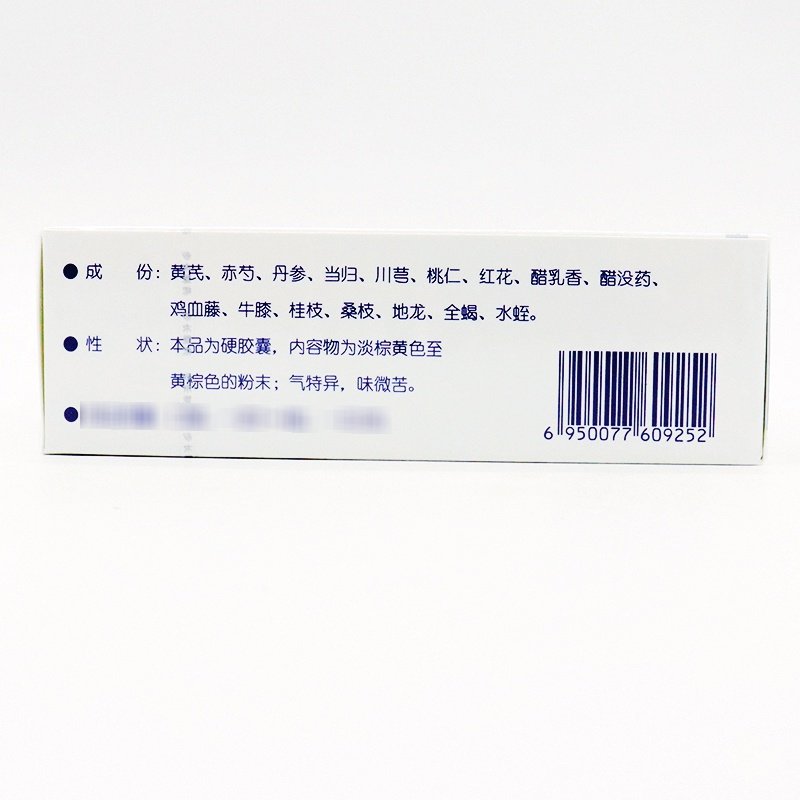 ●成 份：黄芪、赤芍、丹参、当归、川芎、桃仁、红花、醋乳香、醋没药、
鸡血藤、牛膝、桂枝、桑枝、地龙、全蝎、水蛭。
●性 状：本品为硬胶囊，内容物为淡棕黄色至
黄棕色的粉末；气特异，味微苦。
6 950077 609252